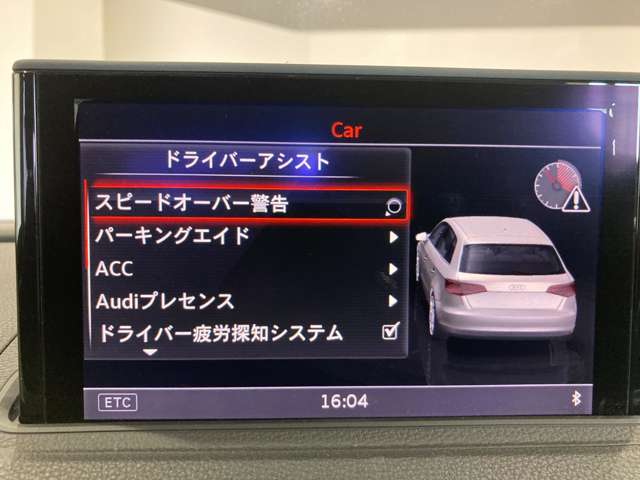 Car
ドライバーアシスト
スピードオーバー警告
パーキングエイド
ACC
Audiプレセンス
ドライバー疲労探知システム
ETC
16:04